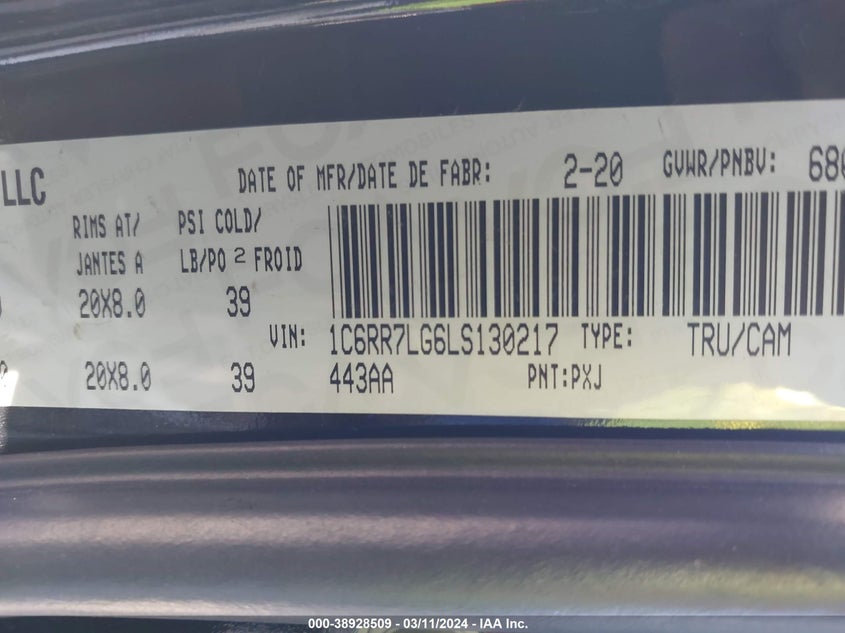 LLC
DATE OF MFR/DATE DE FABR: 2-20 GVWR/PNBV: 680
RIMS AT/ PSI COLD/
JANTES A LB/PO 2 FROID
20X8.0 39
VIN: 1C6RR7LG6LS130217 TYPE: TRU/CAM
20X8.0 39 443AA PNT:PXJ
000-38928509 – 03/11/2024 – IAA Inc.